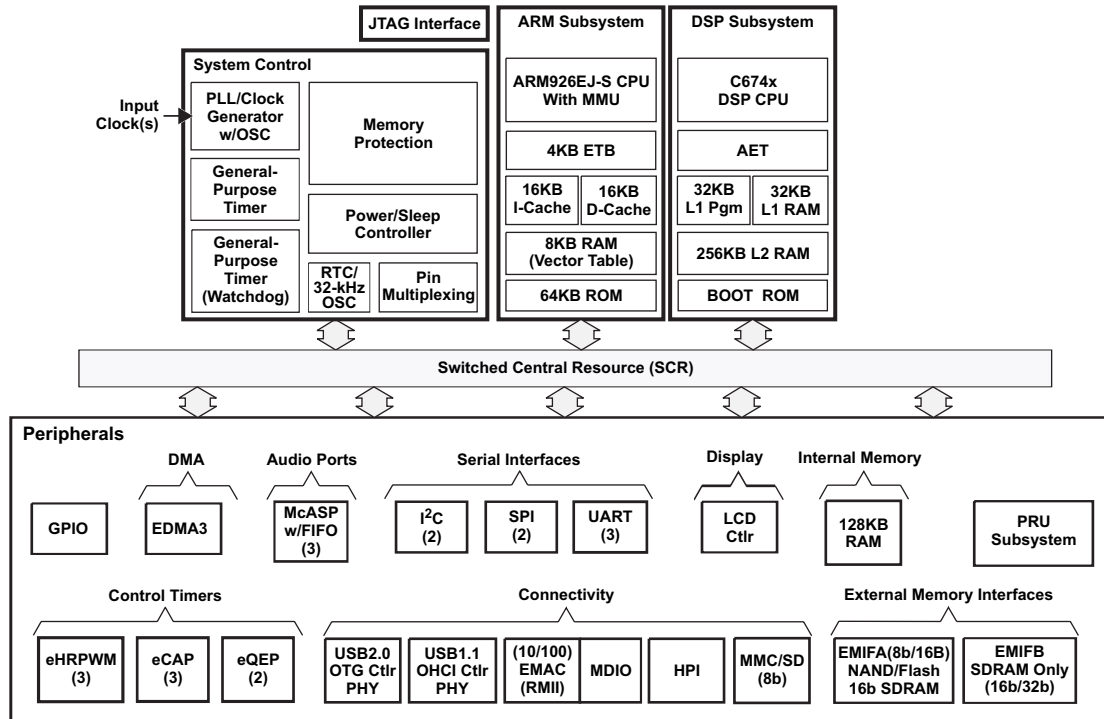 JTAG Interface
ARM Subsystem
DSP Subsystem
System Control
Input
Clock(s)
PLL/Clock
Generator
w/OSC
General-
Purpose
Timer
General-
Purpose
Timer
(Watchdog)
Memory
Protection
Power/Sleep
Controller
RTC/
32-kHz
OSC
Pin
Multiplexing
ARM926EJ-S CPU
With MMU
4KB ETB
16KB
I-Cache
16KB
D-Cache
8KB RAM
(Vector Table)
64KB ROM
C674x
DSP CPU
AET
32KB
L1 Pgm
32KB
L1 RAM
256KB L2 RAM
BOOT ROM
Switched Central Resource (SCR)
Peripherals
GPIO
DMA
EDMA3
Audio Ports
McASP
w/FIFO
(3)
Serial Interfaces
I²C
(2)
SPI
(2)
UART
(3)
Display
LCD
Ctlr
Internal Memory
128KB
RAM
PRU
Subsystem
Control Timers
eHRPWM
(3)
eCAP
(3)
eQEP
(2)
Connectivity
USB2.0
OTG Ctlr
PHY
USB1.1
OHCI Ctlr
PHY
(10/100)
EMAC
(RMII)
MDIO
HPI
MMC/SD
(8b)
External Memory Interfaces
EMIFA(8b/16B)
NAND/Flash
16b SDRAM
EMIFB
SDRAM Only
(16b/32b)